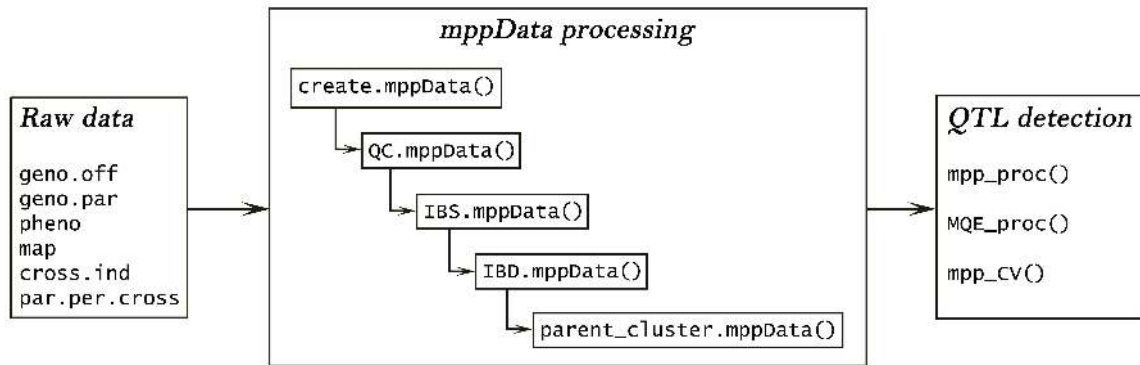 Raw data
geno.off
geno.par
pheno
map
cross.ind
par.per.cross
mppData processing
create.mppData()
QC.mppData()
IBS.mppData()
IBD.mppData()
parent_cluster.mppData()
QTL detection
mpp_proc()
MQE_proc()
mpp_CV()